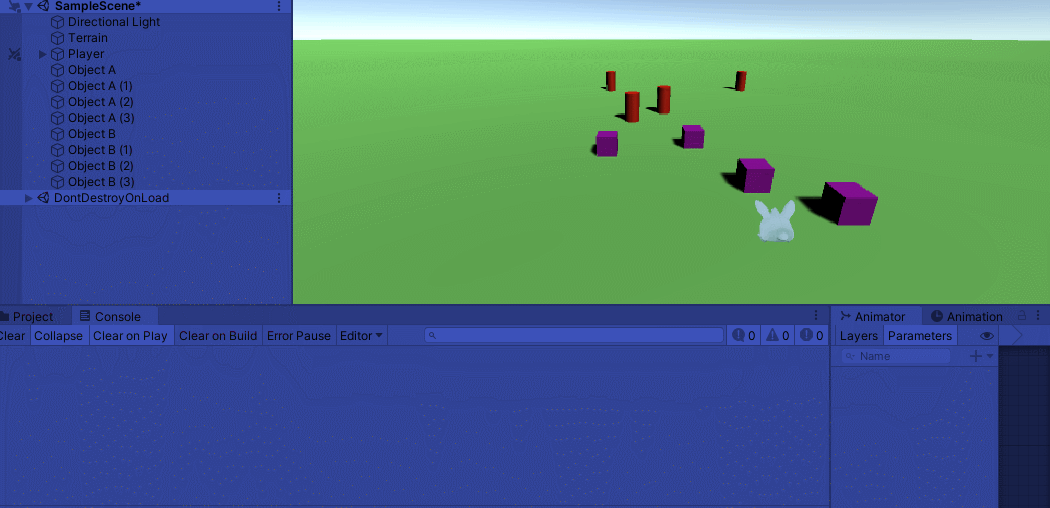 SampleScene*
Directional Light
Terrain
Player
Object A
Object A (1)
Object A (2)
Object A (3)
Object B
Object B (1)
Object B (2)
Object B (3)
DontDestroyOnLoad
Project Console
Clear Collapse Clear on Play Clear on Build Error Pause Editor 0 0 0
Animator Animation
Layers Parameters
Name